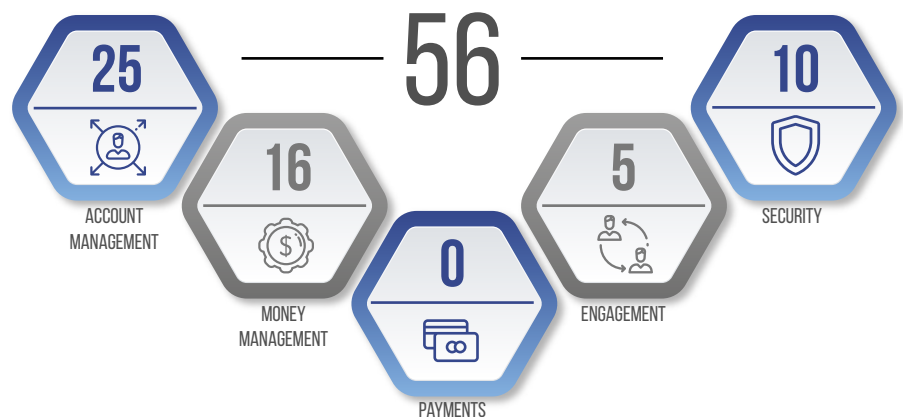 56
25
ACCOUNT
MANAGEMENT
16
$
MONEY
MANAGEMENT
0
PAYMENTS
5
ENGAGEMENT
10
SECURITY